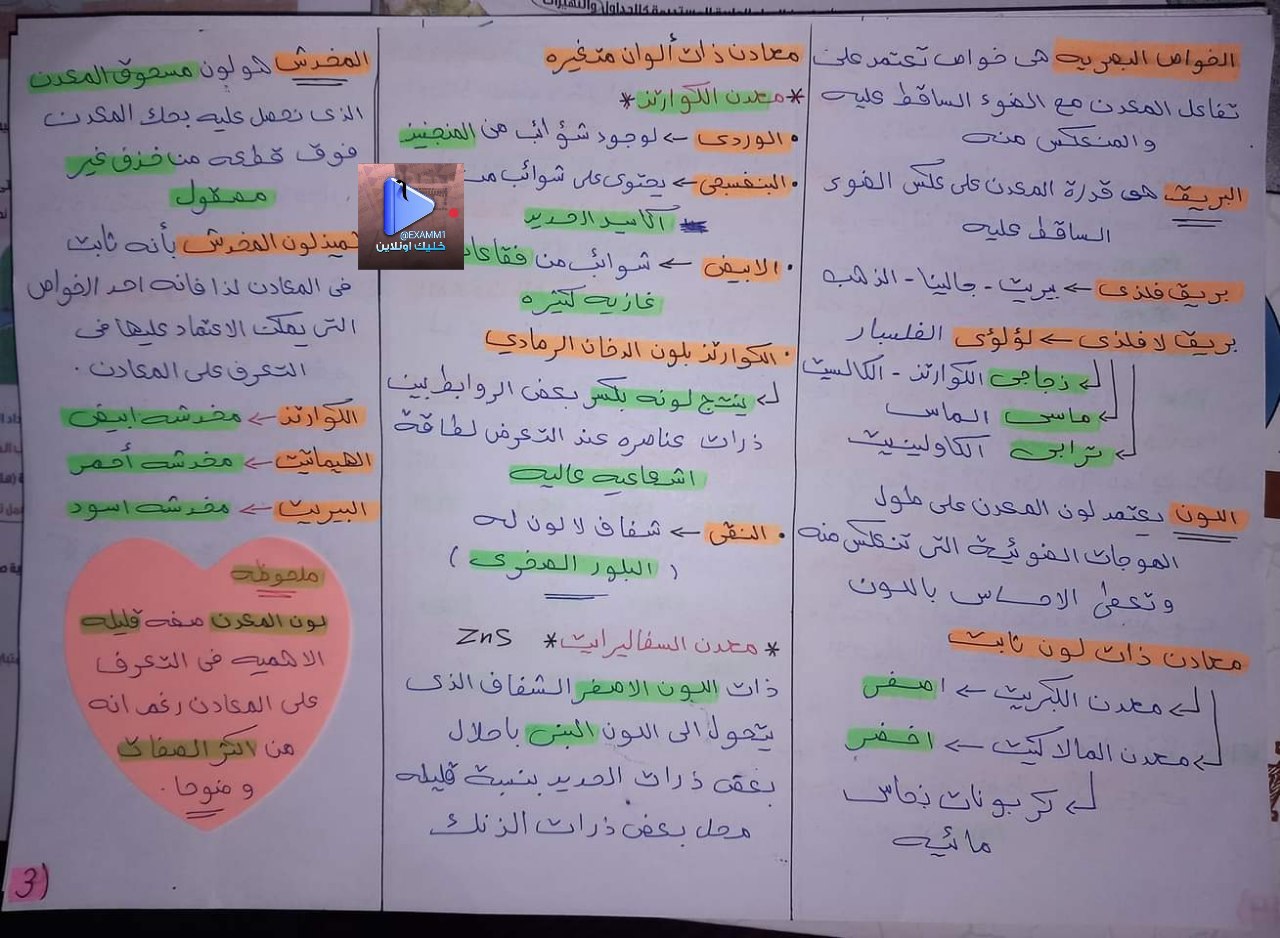 الخواص البصريه هى خواص تعتمد على
تفاعل المعدن مع الضوء الساقط عليه
والمنعكس منه
البريق هى قدرة المعدن على عكس الضوء
الساقط عليه
بريق فلزى ← بيريت - جالينا - الذهب
بريق لا فلذى ← لؤلؤى الفلسبار
زجاجى الكوارتز - الكالسيت
ماسى الماس
ترابى الكاولينيت
اللون يعتمد لون المعدن على طول
الموجات الضوئية التى تنعكس منه
وتعطى الاحساس باللون
معادن ذات لون ثابت
معدن الكبريت ← اصفر
معدن المالاكيت ← اخضر
كربونات نحاس
مائيه
معادن ذات ألوان متغيره
*معدن الكوارتز*
• الوردى ← لوجود شوائب من المنجنيز
• البنفسجى ← يحتوى على شوائب من
أكاسيد الحديد
• الابيض ← شوائب من فقاعات
غازيه كثيره
• الكوارتز بلون الدخان الرمادي
ينتج لونه بكسر بعض الروابط بين
ذرات عناصره عند التعرض لطاقة
اشعاعيه عاليه
• النقى ← شفاف لا لون له
(البلور الصخرى)
* معدن السفاليرايت * ZnS
ذات اللون الاصفر الشفاف الذى
يتحول الى اللون البنى باحلال
بعض ذرات الحديد بنسبة قليله
محل بعض ذرات الزنك
المخدش هو لون مسحوق المعدن
الذى نحصل عليه بحك المعدن
فوق قطعه من خزف غير
مصقول
يتميز لون المخدش بأنه ثابت
فى المعادن لذا فانه احد الخواص
التى يمكن الاعتماد عليها فى
التعرف على المعادن .
الكوارتز ← مخدشه ابيض
الهيماتيت ← مخدشه أحمر
البيريت ← مخدشه اسود
ملحوظه
لون المعدن صفه قليله
الاهميه فى التعرف
على المعادن رغم انه
من اكثر الصفات
وضوحا .
3)
@EXAMM1
خليك اونلاين